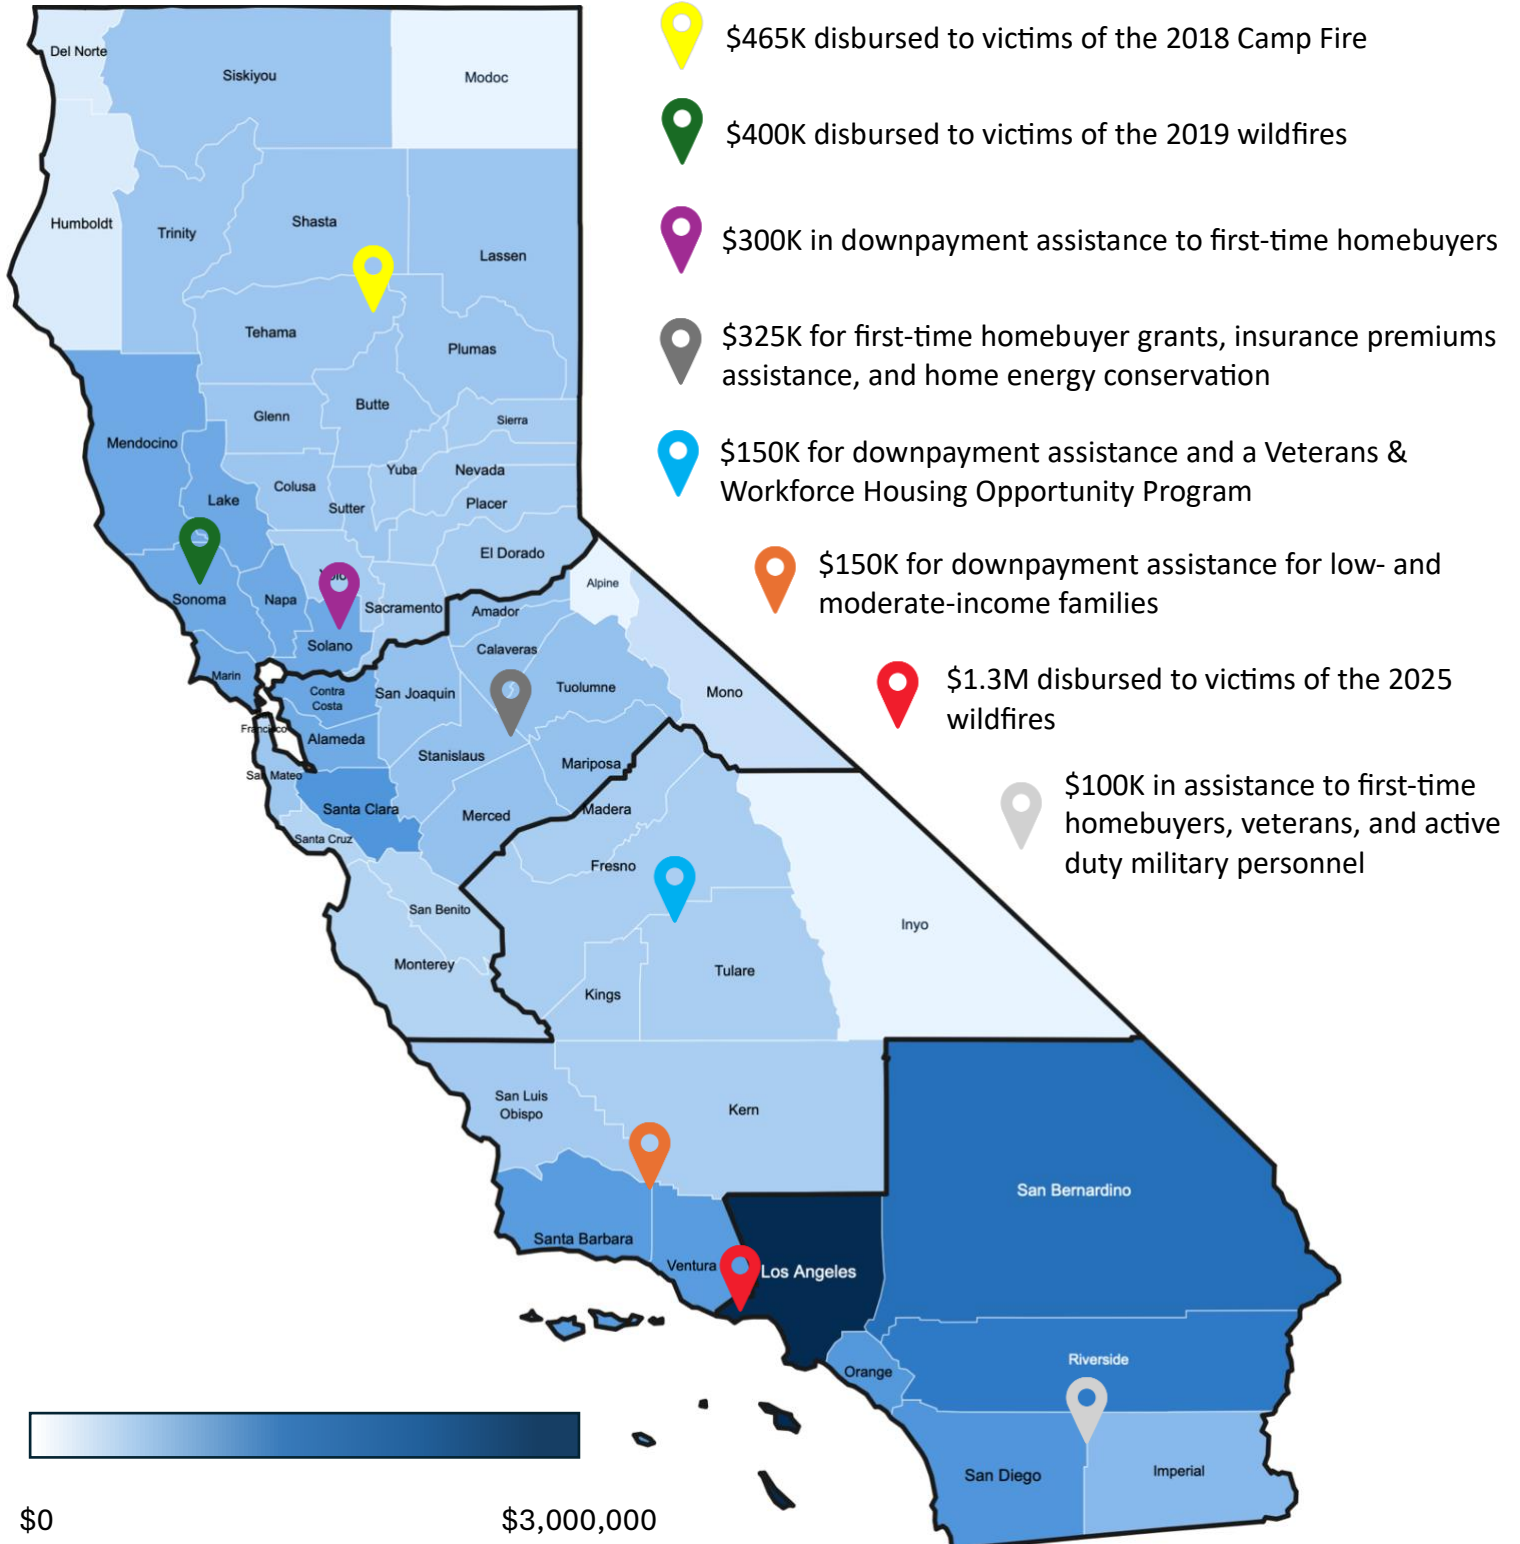 $465K disbursed to victims of the 2018 Camp Fire
$400K disbursed to victims of the 2019 wildfires
$300K in downpayment assistance to first-time homebuyers
$325K for first-time homebuyer grants, insurance premiums
assistance, and home energy conservation
$150K for downpayment assistance and a Veterans &
Workforce Housing Opportunity Program
$150K for downpayment assistance for low- and
moderate-income families
$1.3M disbursed to victims of the 2025
wildfires
$100K in assistance to first-time
homebuyers, veterans, and active
duty military personnel
Del Norte
Siskiyou
Modoc
Humboldt
Trinity
Shasta
Lassen
Tehama
Plumas
Glenn
Butte
Sierra
Mendocino
Lake
Colusa
Sutter
Yuba
Nevada
Placer
El Dorado
Alpine
Sonoma
Napa
Yolo
Sacramento
Amador
Solano
Calaveras
Marin
Contra
Costa
San Joaquin
Tuolumne
Mono
Francisco
Alameda
Stanislaus
Mariposa
San Mateo
Santa Clara
Merced
Madera
Santa Cruz
Fresno
San Benito
Inyo
Monterey
Kings
Tulare
San Luis
Obispo
Kern
San Bernardino
Santa Barbara
Ventura
Los Angeles
Orange
Riverside
San Diego
Imperial
$0
$3,000,000